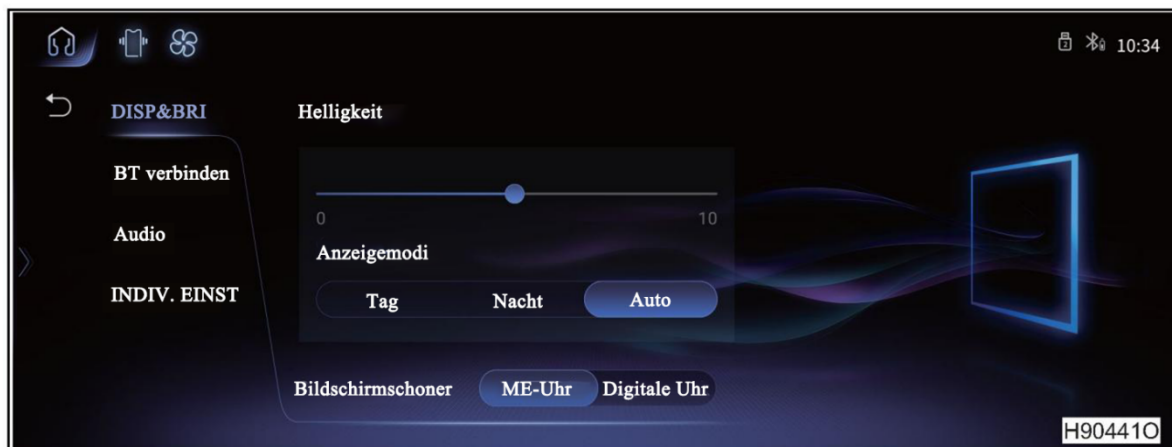 10:34
DISP&BRI
Helligkeit
BT verbinden
0
10
Audio
Anzeigemodi
INDIV. EINST
Tag Nacht Auto
Bildschirmschoner ME-Uhr Digitale Uhr
H90441O